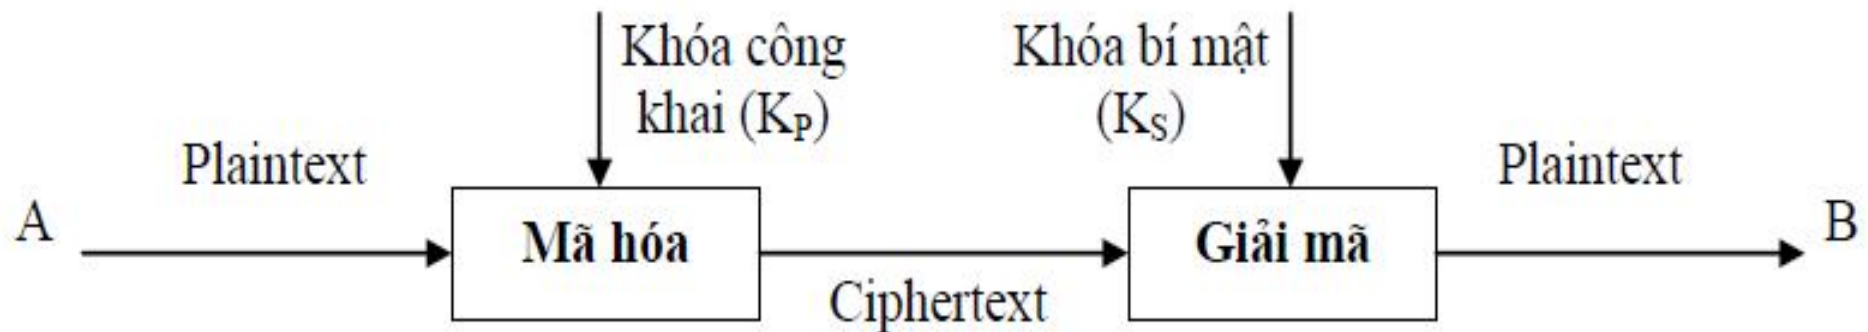 Khóa công
khai (KP)
Khóa bí mật
(KS)
Plaintext
Plaintext
A
Mã hóa
Giải mã
B
Ciphertext